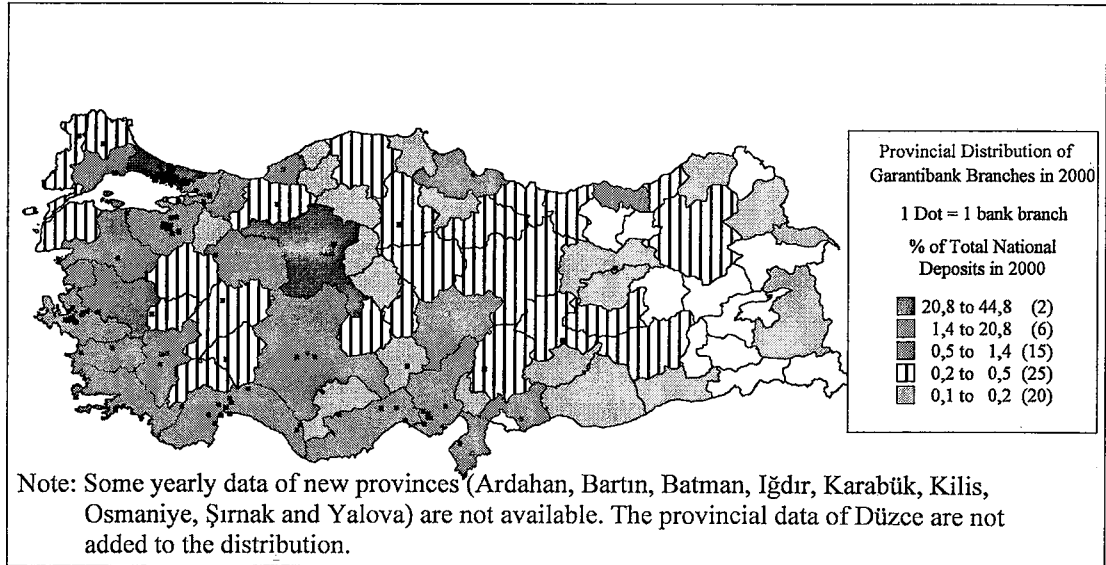 Provincial Distribution of
Garantibank Branches in 2000
1 Dot = 1 bank branch
% of Total National
Deposits in 2000
20,8 to 44,8 (2)
1,4 to 20,8 (6)
0,5 to 1,4 (15)
0,2 to 0,5 (25)
0,1 to 0,2 (20)
Note: Some yearly data of new provinces (Ardahan, Bartın, Batman, Iğdır, Karabük, Kilis,
Osmaniye, Şırnak and Yalova) are not available. The provincial data of Düzce are not
added to the distribution.